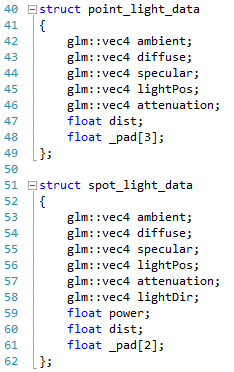 40 struct point_light_data
41 {
42 glm::vec4 ambient;
43 glm::vec4 diffuse;
44 glm::vec4 specular;
45 glm::vec4 lightPos;
46 glm::vec4 attenuation;
47 float dist;
48 float _pad[3];
49 };
50
51 struct spot_light_data
52 {
53 glm::vec4 ambient;
54 glm::vec4 diffuse;
55 glm::vec4 specular;
56 glm::vec4 lightPos;
57 glm::vec4 attenuation;
58 glm::vec4 lightDir;
59 float power;
60 float dist;
61 float _pad[2];
62 };